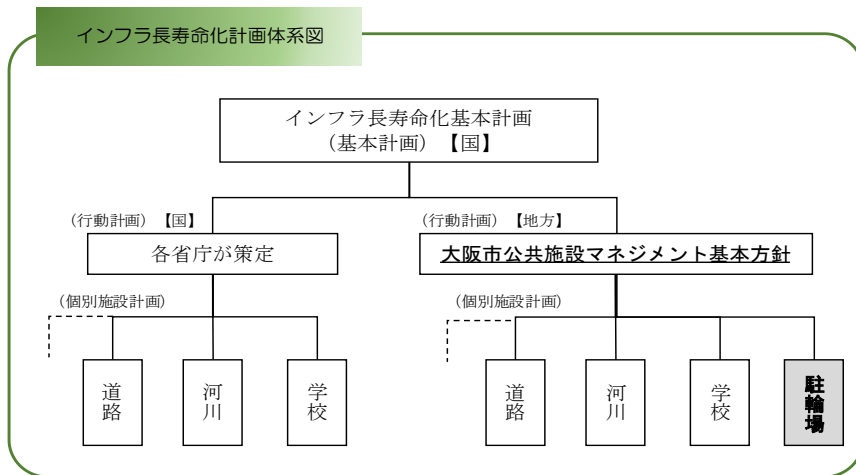 インフラ長寿命化計画体系図
インフラ長寿命化基本計画
(基本計画)【国】
(行動計画)【国】
各省庁が策定
(個別施設計画)
道路
河川
学校
(行動計画)【地方】
大阪市公共施設マネジメント基本方針
(個別施設計画)
道路
河川
学校
駐輪場